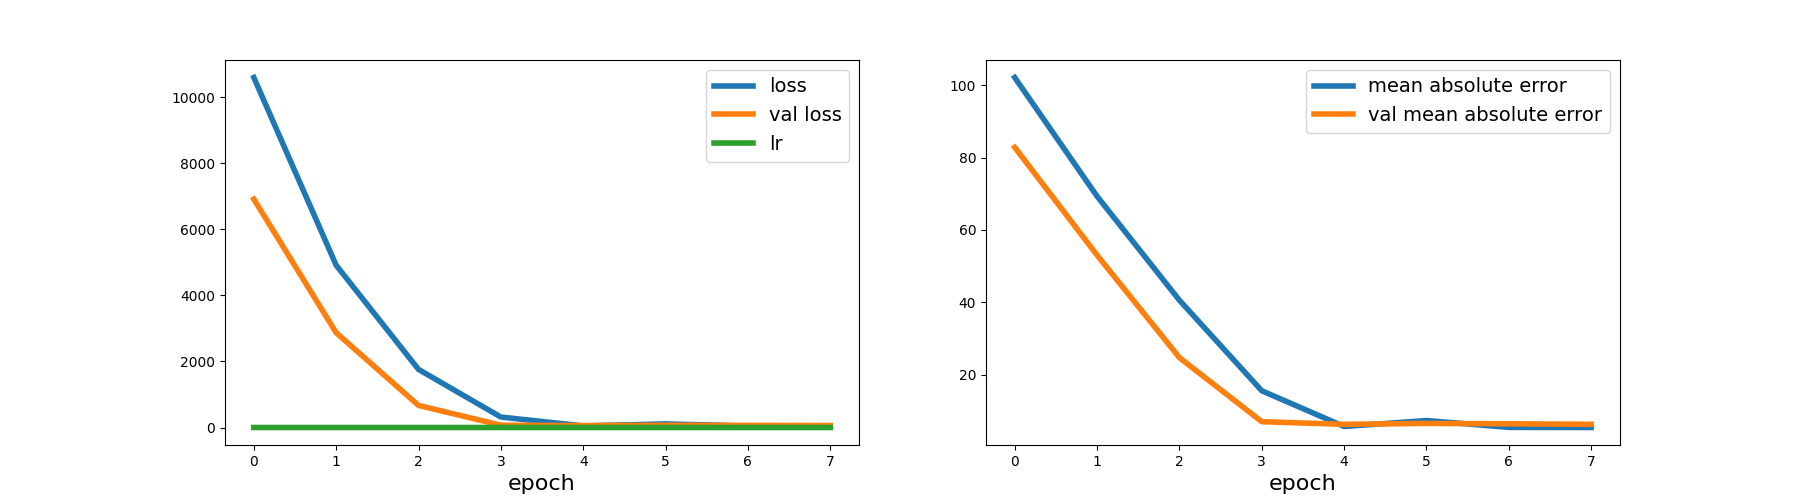 loss
val loss
lr
10000
8000
6000
4000
2000
0
0 1 2 3 4 5 6 7
epoch
mean absolute error
val mean absolute error
100
80
60
40
20
0 1 2 3 4 5 6 7
epoch